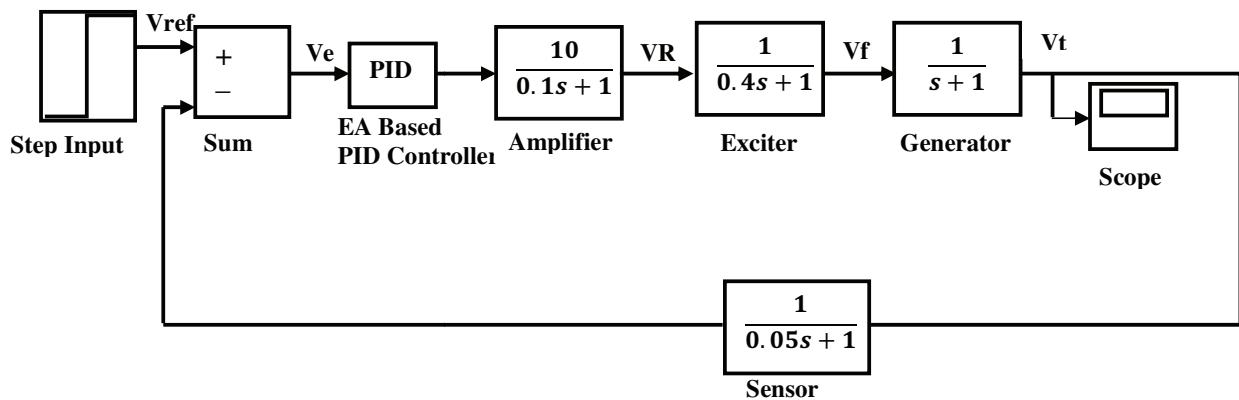 Vref
+
−
Ve
PID
10
0.1s + 1
VR
1
0.4s + 1
Vf
1
s + 1
Vt
Step Input
Sum
EA Based
PID Controller
Amplifier
Exciter
Generator
Scope
1
0.05s + 1
Sensor